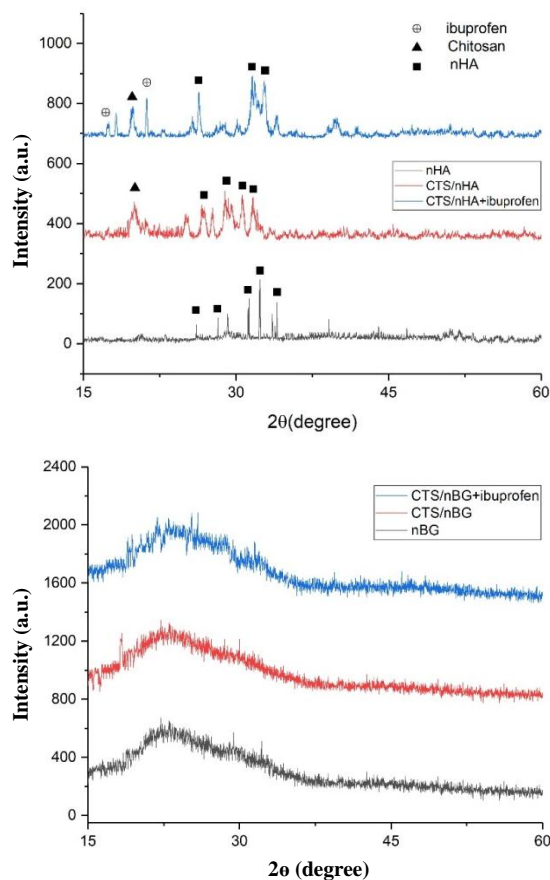 ⊕ ibuprofen
▲ Chitosan
■ nHA
nHA
CTS/nHA
CTS/nHA+ibuprofen
Intensity (a.u.)
1000
800
600
400
200
0
15 30 45 60
2θ(degree)
CTS/nBG+ibuprofen
CTS/nBG
nBG
Intensity (a.u.)
2400
2000
1600
1200
800
400
0
15 30 45 60
2ɵ (degree)